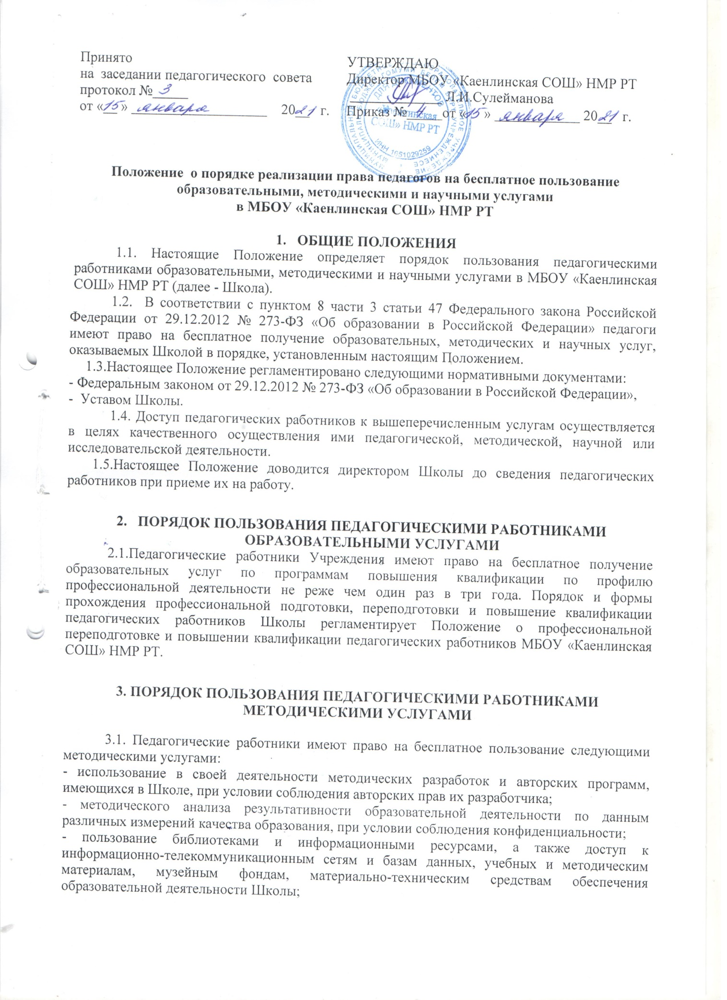 Принято
на заседании педагогического совета
протокол № 3
от «15» января 2021 г.
УТВЕРЖДАЮ
Директор МБОУ «Каенлинская СОШ» НМР РТ
Л.И.Сулейманова
Приказ № 4 от «15» января 2021 г.
ДЛЯ ДОКУМЕНТОВ
СОШ» НМР РТ
ИНН 1651029259
Положение о порядке реализации права педагогов на бесплатное пользование
образовательными, методическими и научными услугами
в МБОУ «Каенлинская СОШ» НМР РТ
1. ОБЩИЕ ПОЛОЖЕНИЯ
1.1. Настоящие Положение определяет порядок пользования педагогическими
работниками образовательными, методическими и научными услугами в МБОУ «Каенлинская
СОШ» НМР РТ (далее - Школа).
1.2. В соответствии с пунктом 8 части 3 статьи 47 Федерального закона Российской
Федерации от 29.12.2012 № 273-ФЗ «Об образовании в Российской Федерации» педагоги
имеют право на бесплатное получение образовательных, методических и научных услуг,
оказываемых Школой в порядке, установленным настоящим Положением.
1.3.Настоящее Положение регламентировано следующими нормативными документами:
- Федеральным законом от 29.12.2012 № 273-ФЗ «Об образовании в Российской Федерации»,
- Уставом Школы.
1.4. Доступ педагогических работников к вышеперечисленным услугам осуществляется
в целях качественного осуществления ими педагогической, методической, научной или
исследовательской деятельности.
1.5.Настоящее Положение доводится директором Школы до сведения педагогических
работников при приеме их на работу.
2. ПОРЯДОК ПОЛЬЗОВАНИЯ ПЕДАГОГИЧЕСКИМИ РАБОТНИКАМИ
ОБРАЗОВАТЕЛЬНЫМИ УСЛУГАМИ
2.1.Педагогические работники Учреждения имеют право на бесплатное получение
образовательных услуг по программам повышения квалификации по профилю
профессиональной деятельности не реже чем один раз в три года. Порядок и формы
прохождения профессиональной подготовки, переподготовки и повышение квалификации
педагогических работников Школы регламентирует Положение о профессиональной
переподготовке и повышении квалификации педагогических работников МБОУ «Каенлинская
СОШ» НМР РТ.
3. ПОРЯДОК ПОЛЬЗОВАНИЯ ПЕДАГОГИЧЕСКИМИ РАБОТНИКАМИ
МЕТОДИЧЕСКИМИ УСЛУГАМИ
3.1. Педагогические работники имеют право на бесплатное пользование следующими
методическими услугами:
- использование в своей деятельности методических разработок и авторских программ,
имеющихся в Школе, при условии соблюдения авторских прав их разработчика;
- методического анализа результативности образовательной деятельности по данным
различных измерений качества образования, при условии соблюдения конфиденциальности;
- пользование библиотеками и информационными ресурсами, а также доступ к
информационно-телекоммуникационным сетям и базам данных, учебных и методическим
материалам, музейным фондам, материально-техническим средствам обеспечения
образовательной деятельности Школы;